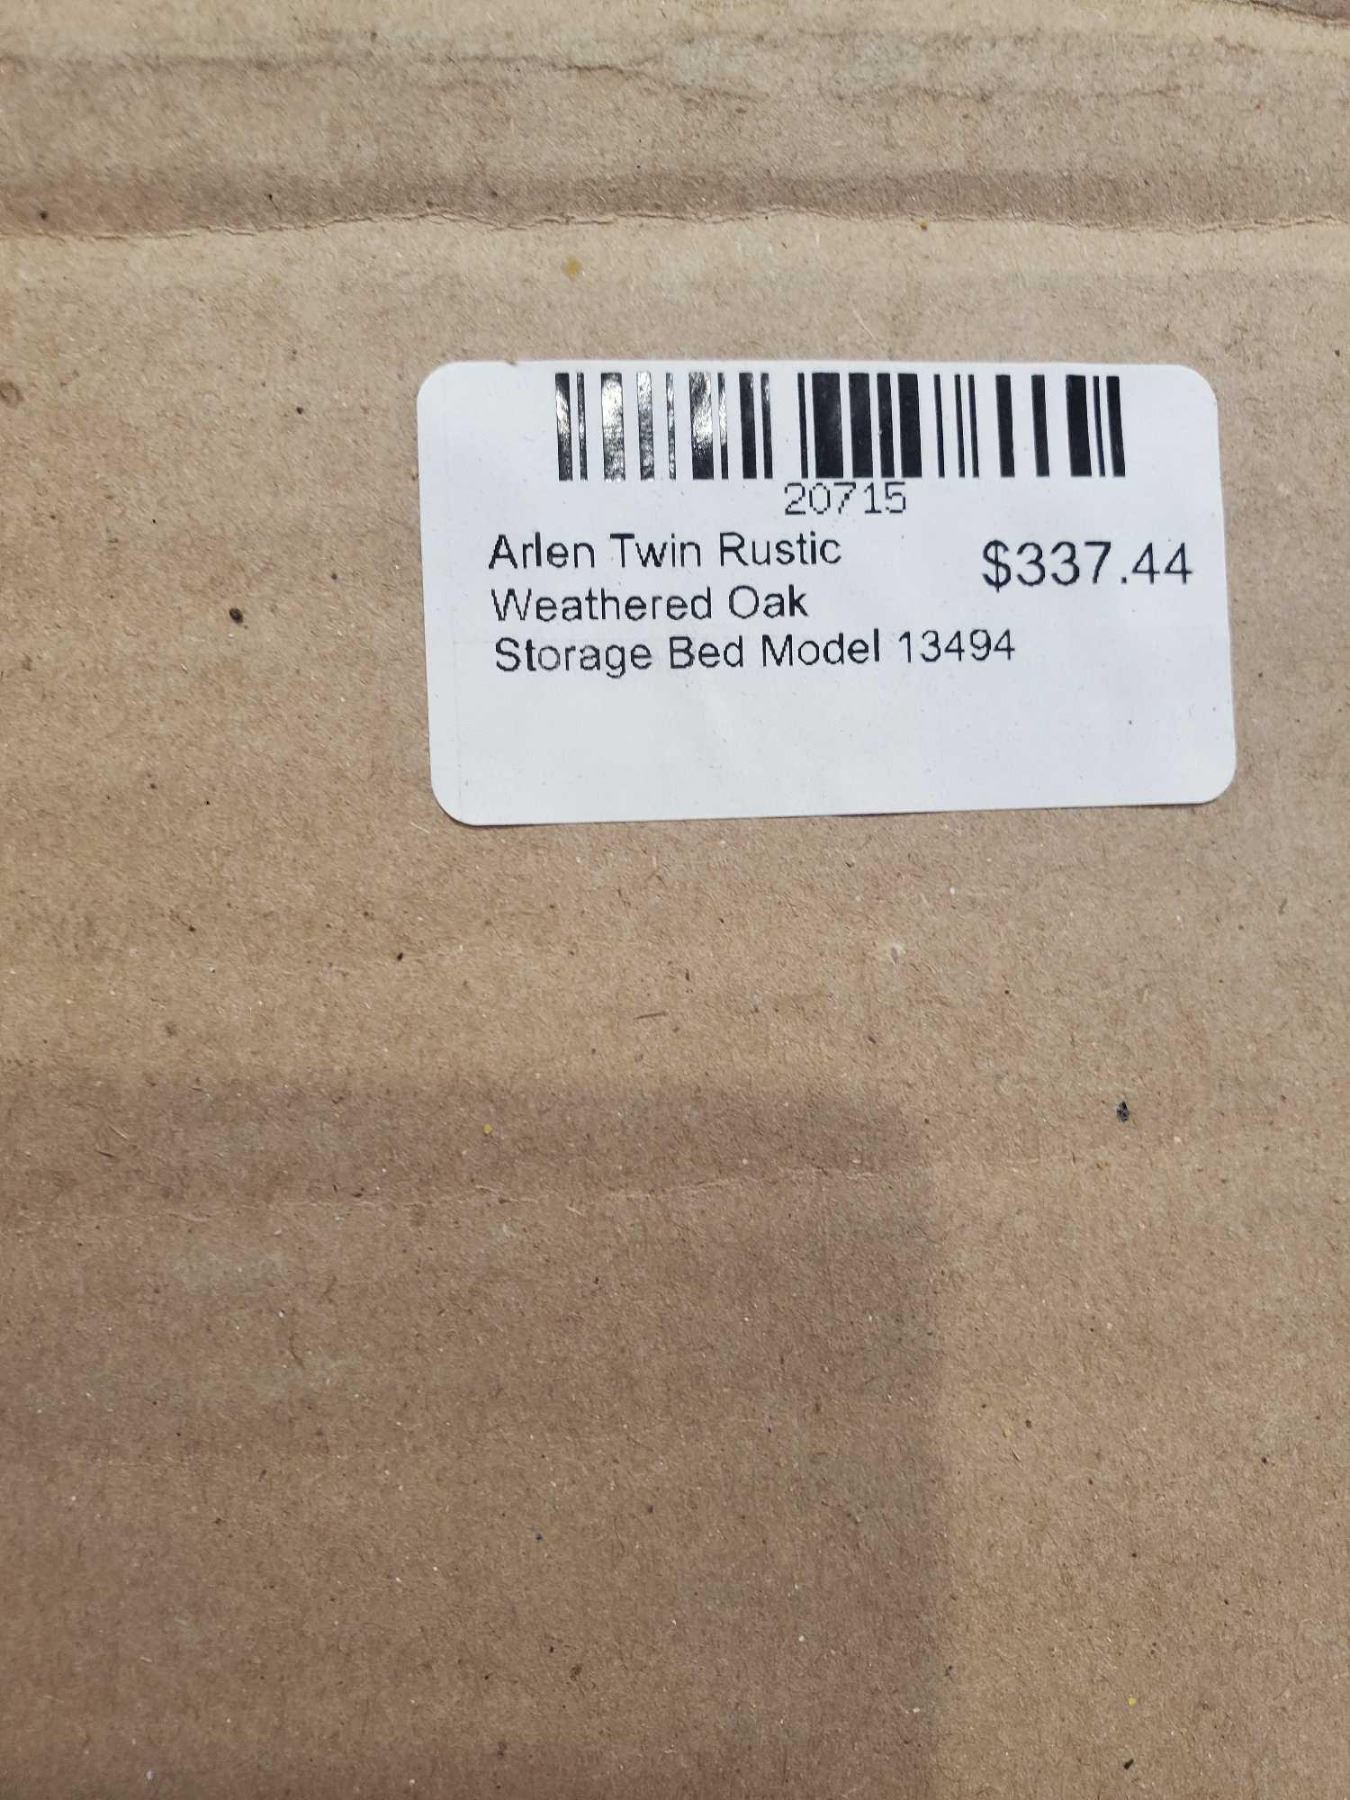 20715
Arlen Twin Rustic $337.44
Weathered Oak
Storage Bed Model 13494